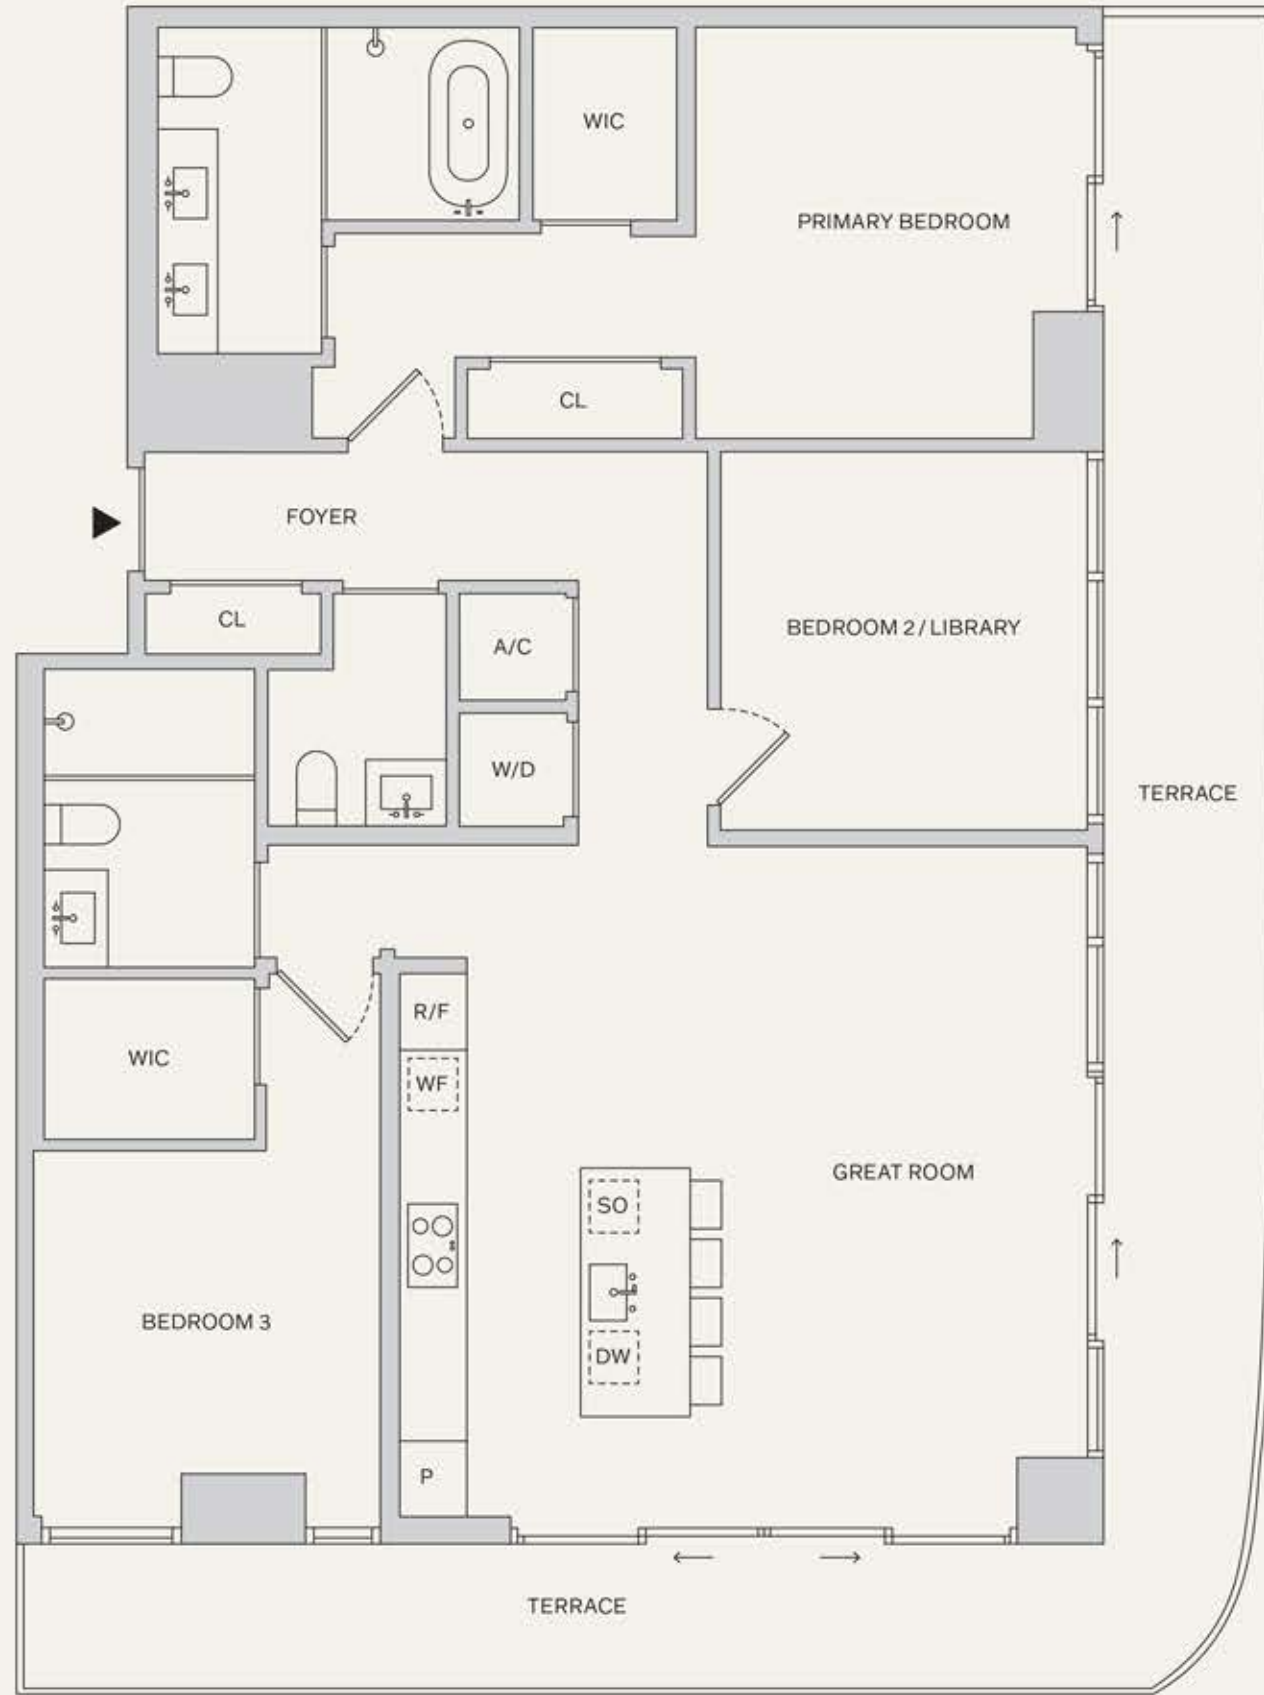 WIC
PRIMARY BEDROOM
CL
FOYER
CL
A/C
BEDROOM 2 / LIBRARY
W/D
TERRACE
R/F
WIC
WF
GREAT ROOM
SO
BEDROOM 3
DW
P
TERRACE